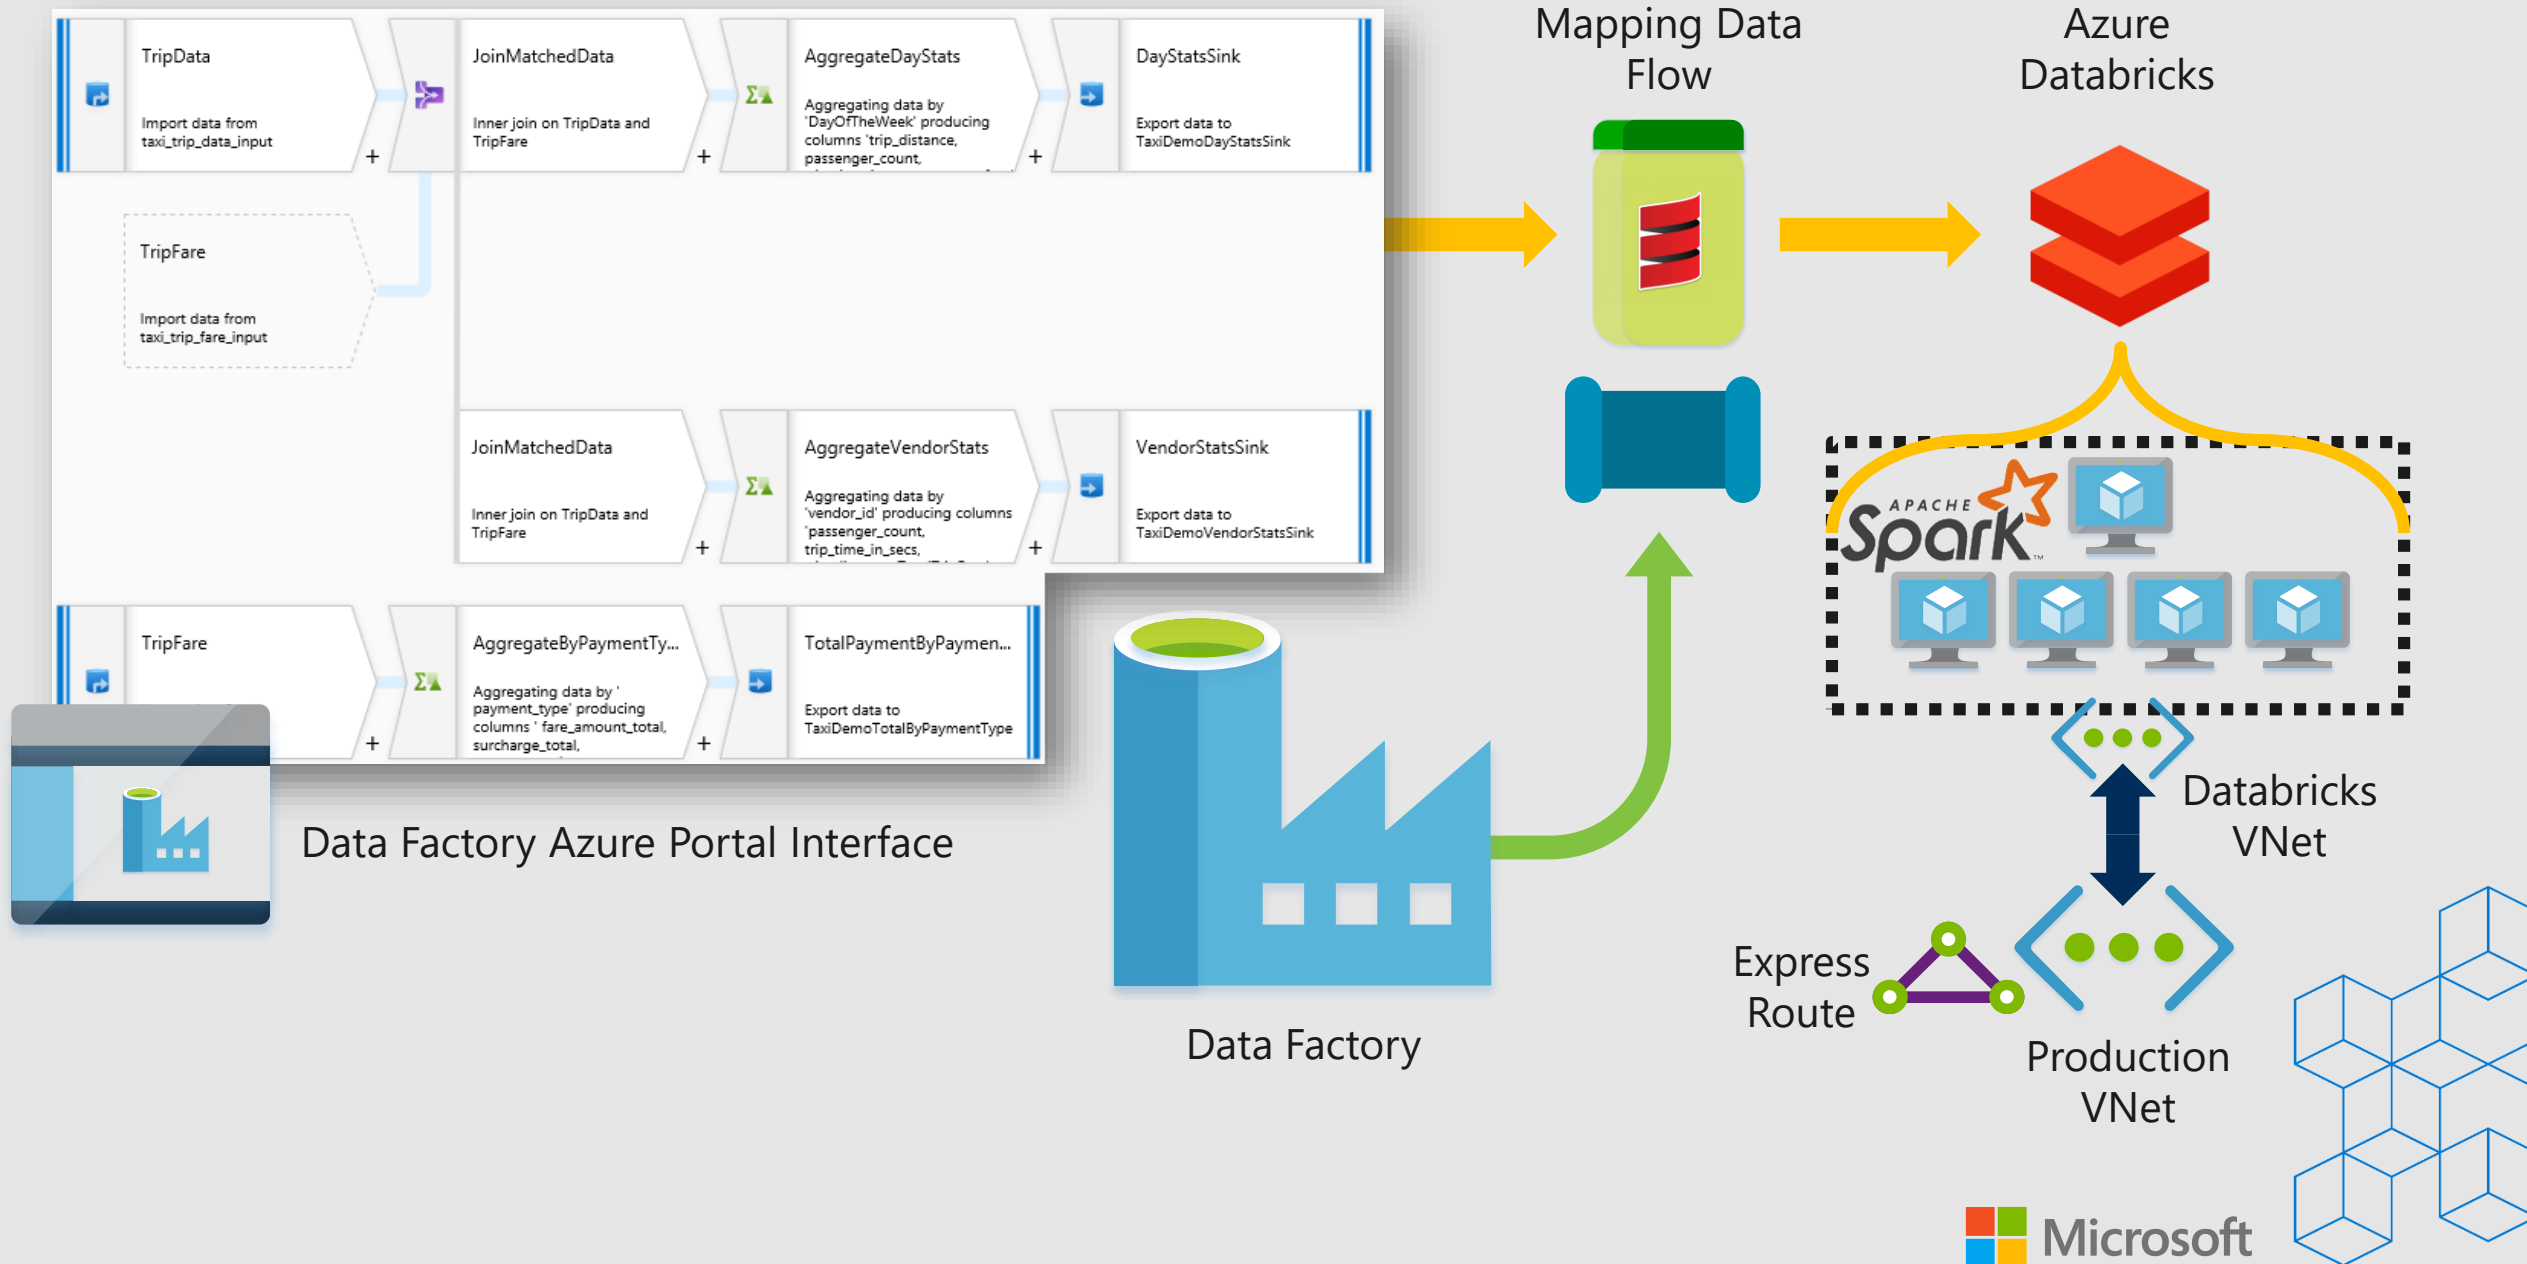 TripData
Import data from
taxi_trip_data_input
+
JoinMatchedData
Inner join on TripData and
TripFare
+
AggregateDayStats
Aggregating data by
'DayOfTheWeek' producing
columns 'trip_distance,
passenger_count,
+
DayStatsSink
Export data to
TaxiDemoDayStatsSink
TripFare
Import data from
taxi_trip_fare_input
JoinMatchedData
Inner join on TripData and
TripFare
+
AggregateVendorStats
Aggregating data by
'vendor_id' producing columns
'passenger_count,
trip_time_in_secs,
+
VendorStatsSink
Export data to
TaxiDemoVendorStatsSink
TripFare
+
AggregateByPaymentTy...
Aggregating data by '
payment_type' producing
columns ' fare_amount_total,
surcharge_total,
+
TotalPaymentByPaymen...
Export data to
TaxiDemoTotalByPaymentType
Data Factory Azure Portal Interface
Data Factory
Mapping Data
Flow
Azure
Databricks
APACHE
Spark
TM
Databricks
VNet
Express
Route
Production
VNet
Microsoft